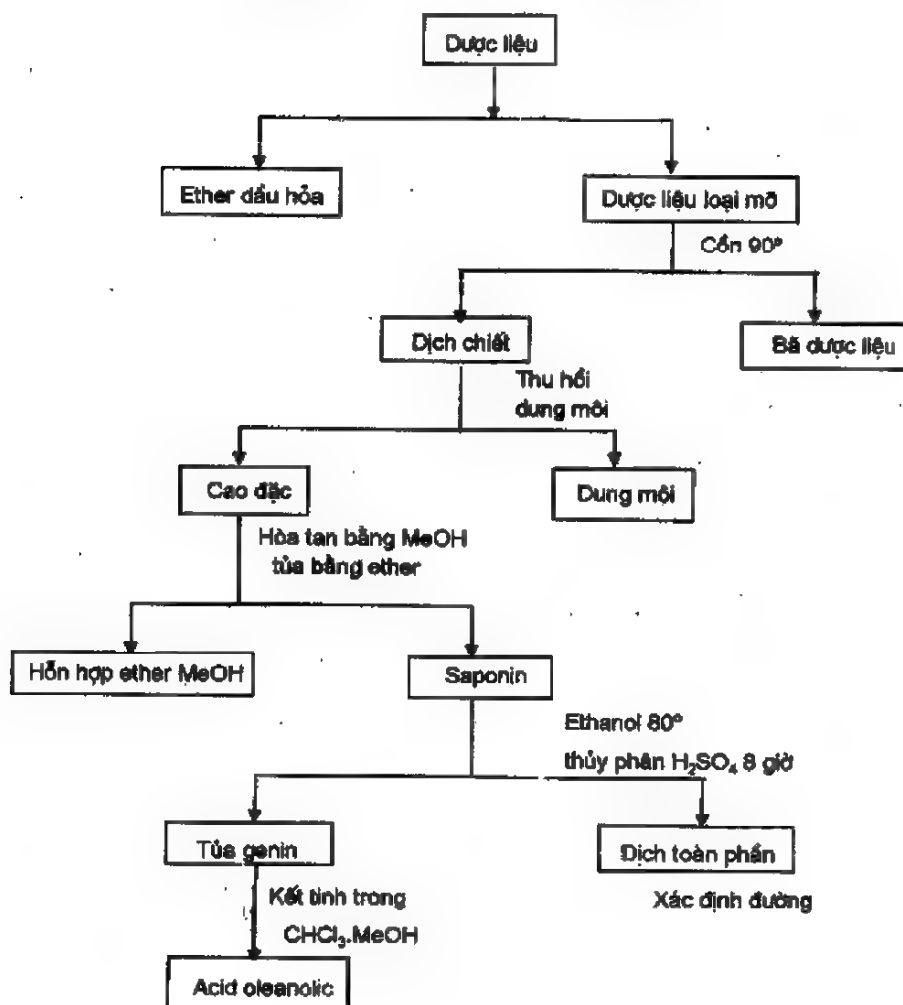 Dược liệu
Ether dầu hỏa
Dược liệu loại mỡ
Cồn 90°
Dịch chiết
Bã dược liệu
Thu hồi
dung môi
Cao đặc
Dung môi
Hòa tan bằng MeOH
tủa bằng ether
Hỗn hợp ether MeOH
Saponin
Ethanol 80°
thủy phân H₂SO₄ 8 giờ
Tủa genin
Dịch toàn phần
Kết tinh trong
CHCl₃.MeOH
Xác định đường
Acid oleanolic